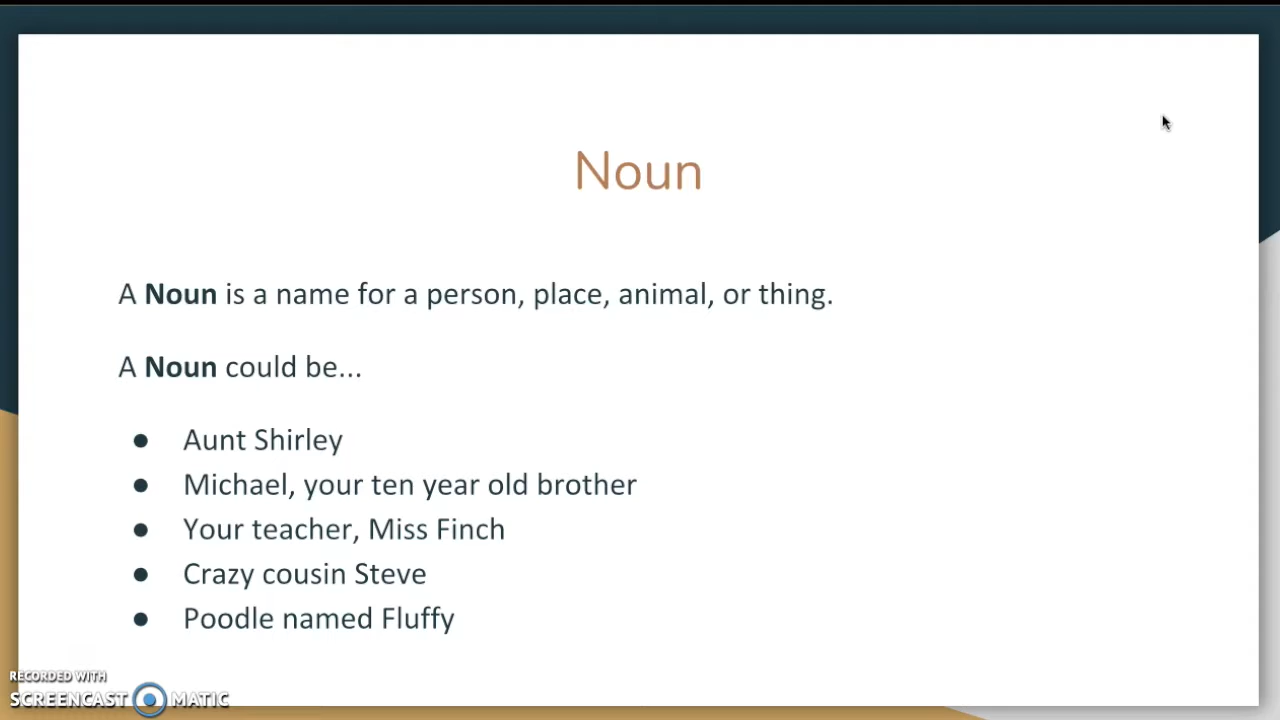 Noun
A Noun is a name for a person, place, animal, or thing.
A Noun could be...
● Aunt Shirley
● Michael, your ten year old brother
● Your teacher, Miss Finch
● Crazy cousin Steve
● Poodle named Fluffy
RECORDED WITH
SCREENCAST MATIC